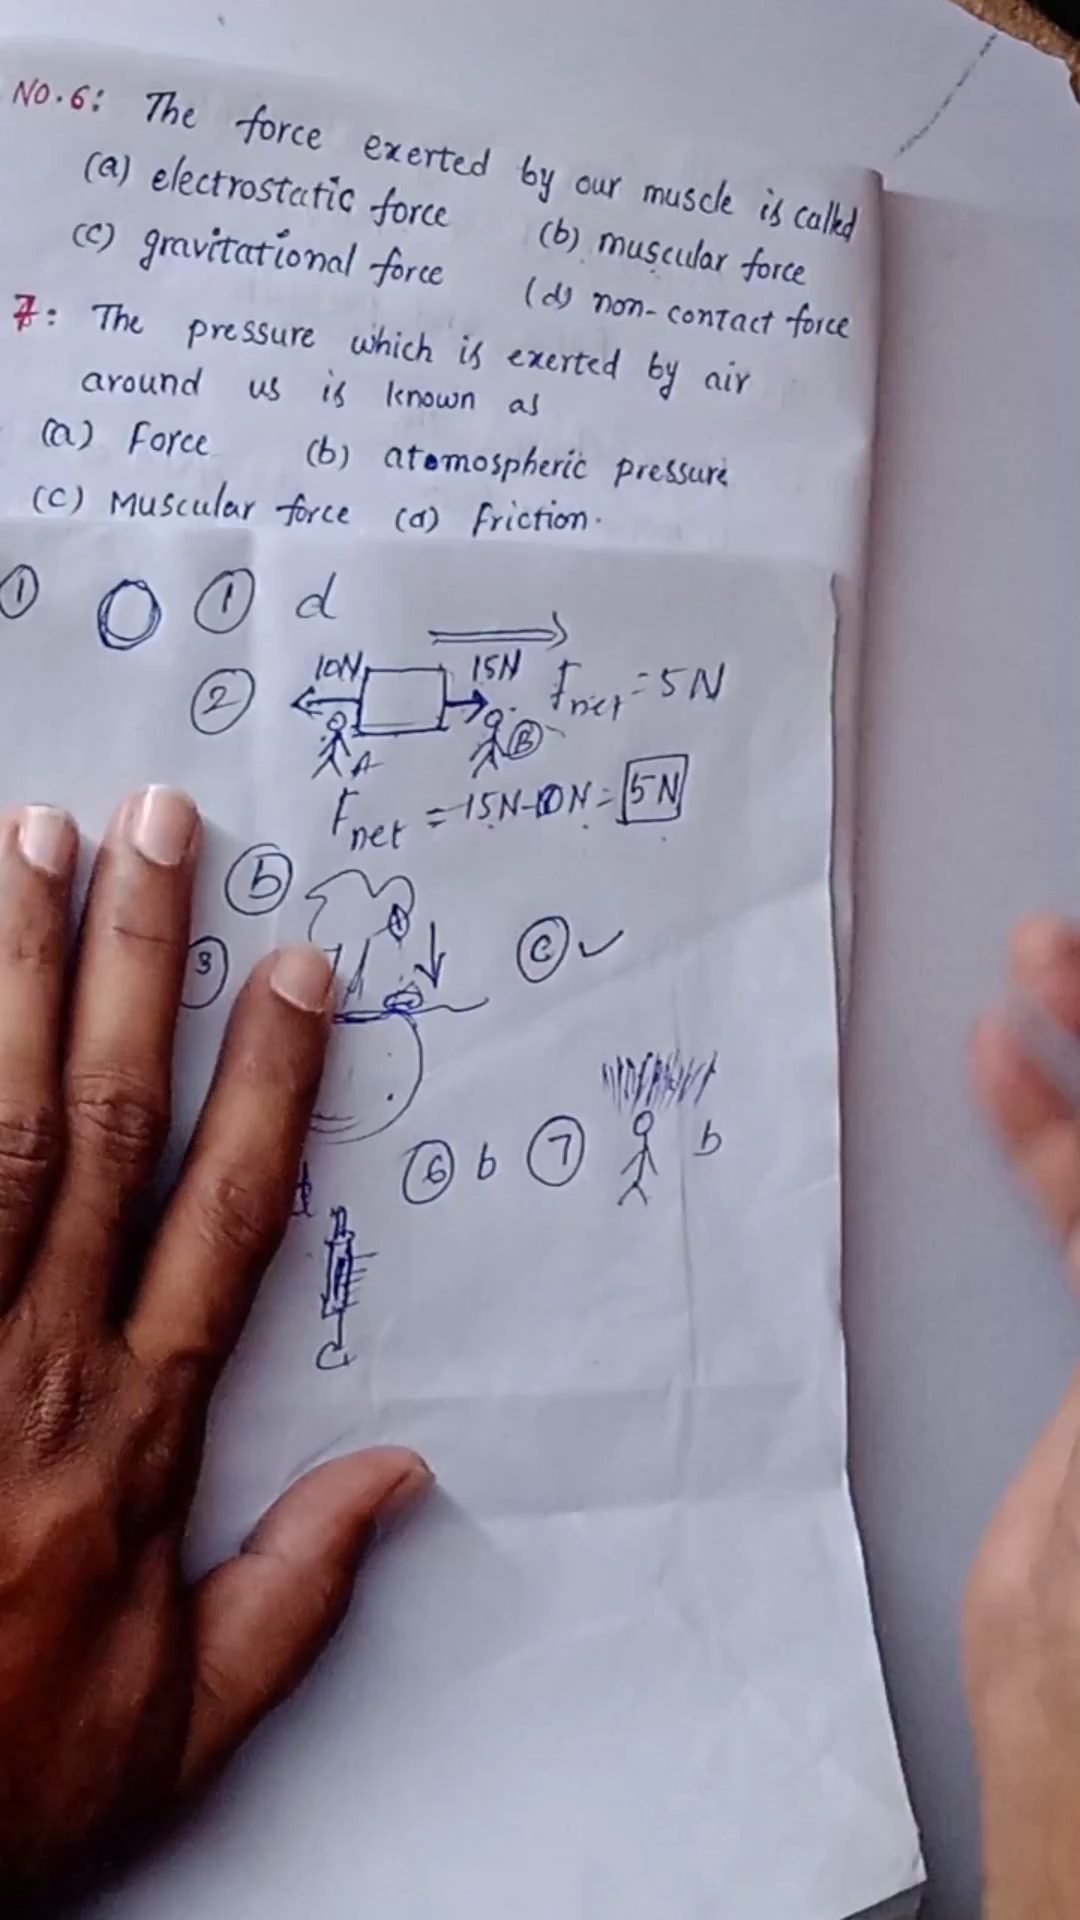 NO.6: The force exerted by our muscle is called
(a) electrostatic force (b) muscular force
(c) gravitational force (d) non-contact force
7: The pressure which is exerted by air
around us is known as
(a) Force (b) atomospheric pressure
(c) Muscular force (d) friction.
① ① d
② 10N 15N Fnet = 5N
A B
Fnet = 15N-10N = 5N
ⓑ
3 ⓒ ✓
⑥ b ⑦ b